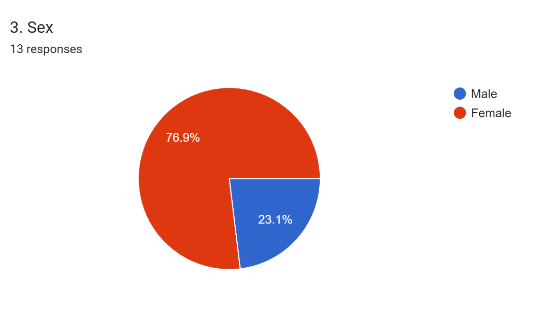 3. Sex
13 responses
Male
Female
76.9%
23.1%